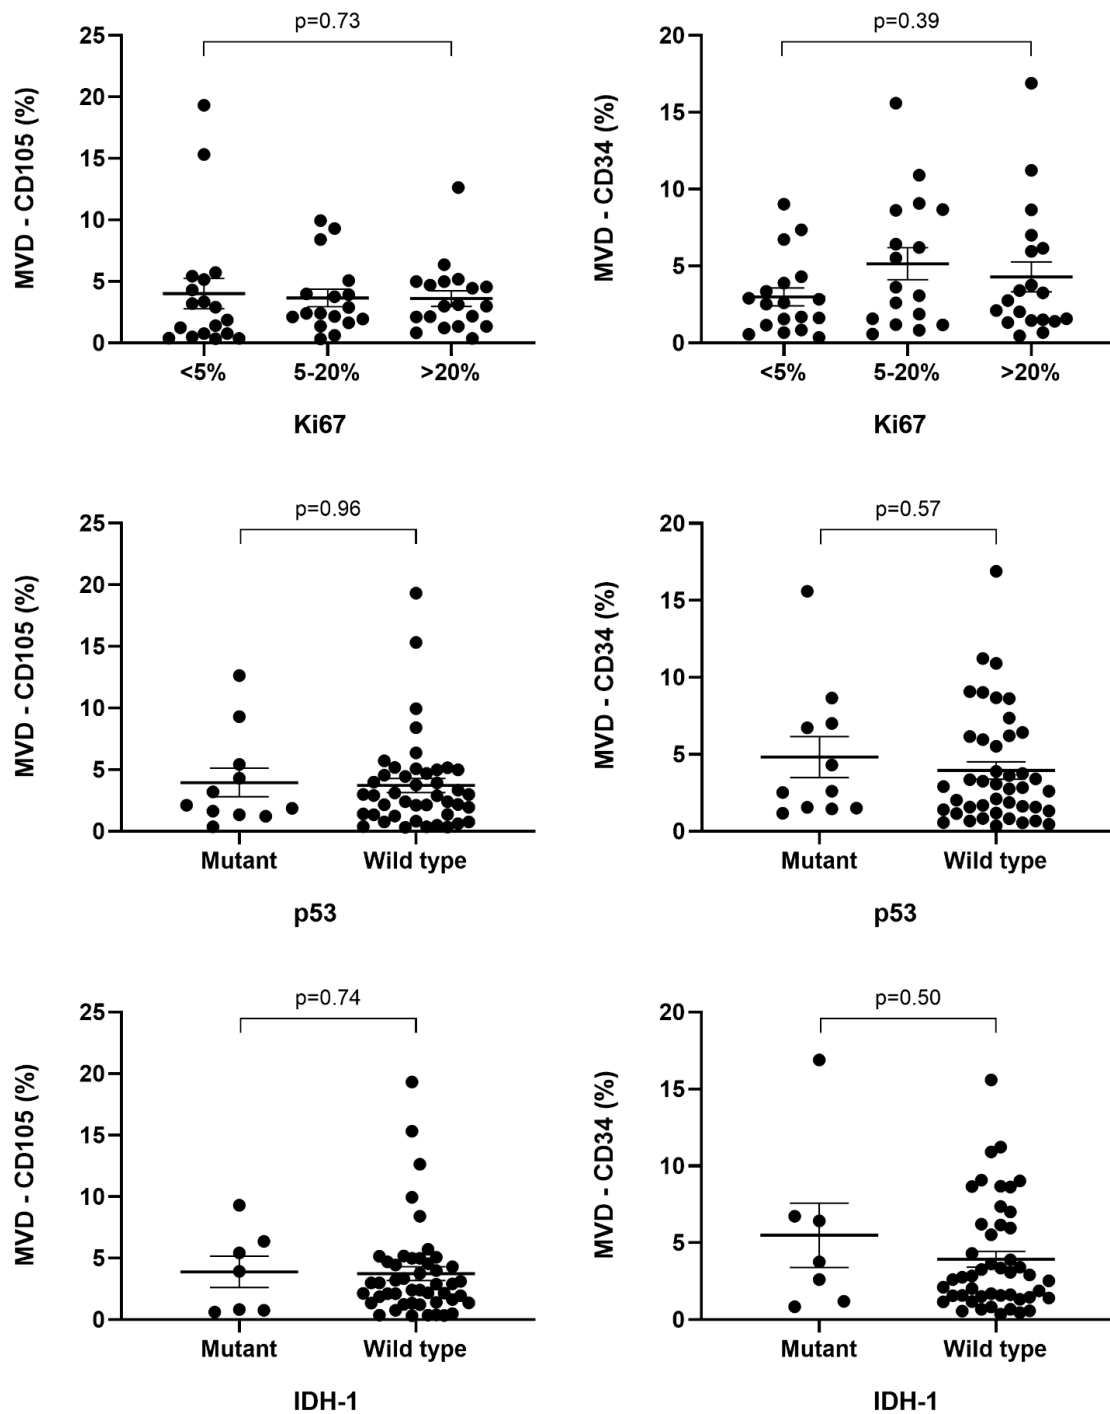 p=0.73
MVD - CD105 (%)
25
20
15
10
5
0
<5% 5-20% >20%
Ki67
p=0.39
MVD - CD34 (%)
20
15
10
5
0
<5% 5-20% >20%
Ki67
p=0.96
MVD - CD105 (%)
25
20
15
10
5
0
Mutant Wild type
p53
p=0.57
MVD - CD34 (%)
20
15
10
5
0
Mutant Wild type
p53
p=0.74
MVD - CD105 (%)
25
20
15
10
5
0
Mutant Wild type
IDH-1
p=0.50
MVD - CD34 (%)
20
15
10
5
0
Mutant Wild type
IDH-1